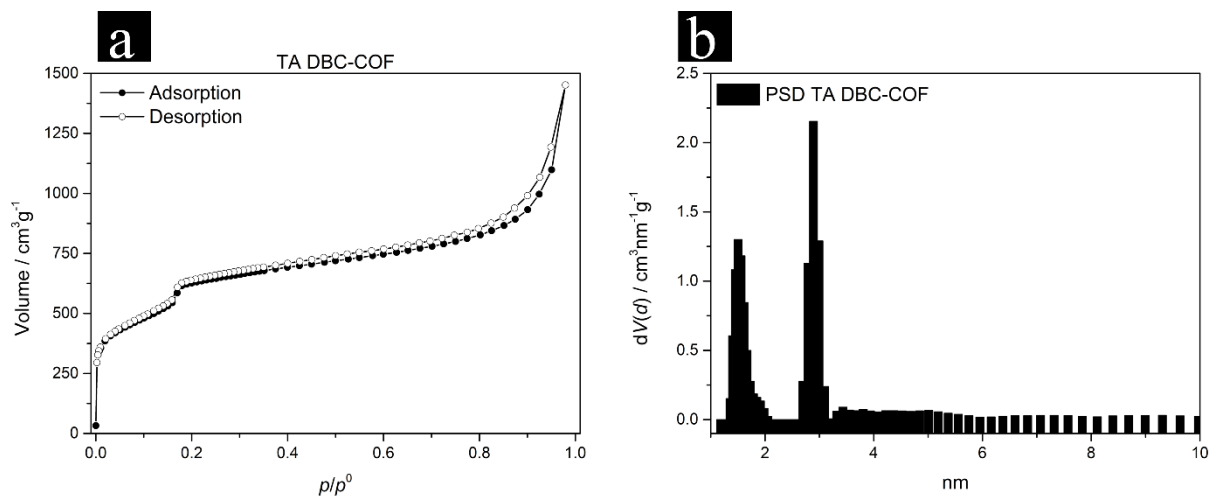 a
TA DBC-COF
1500
1250
1000
750
500
250
0
Adsorption
Desorption
Volume / cm³g⁻¹
0.0 0.2 0.4 0.6 0.8 1.0
p/p⁰
b
2.5
2.0
1.5
1.0
0.5
0.0
PSD TA DBC-COF
dV(d) / cm³nm⁻¹g⁻¹
2 4 6 8 10
nm